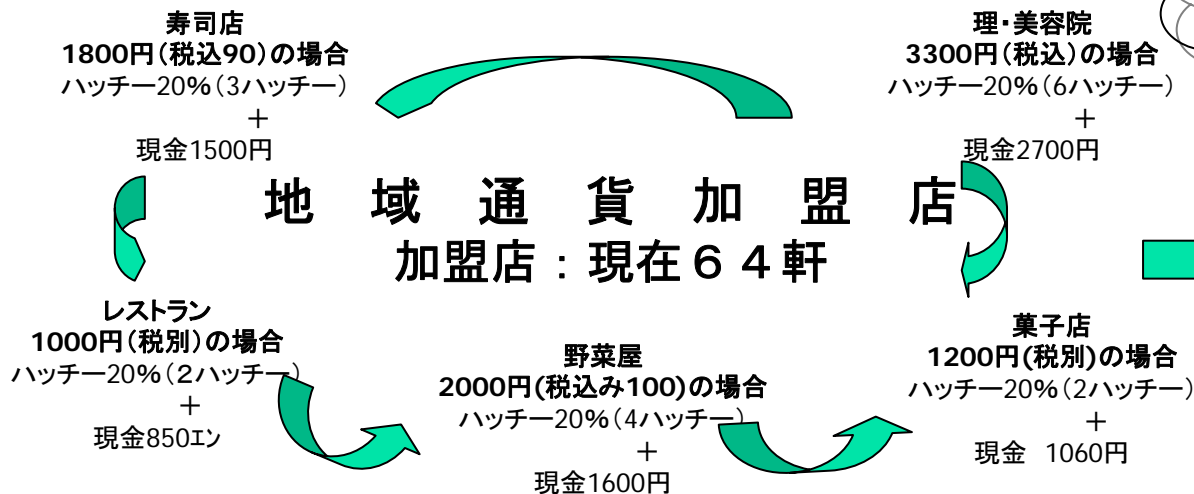 寿司店
1800円(税込90)の場合
ハッチー20%(3ハッチー)
+
現金1500円
理・美容院
3300円(税込)の場合
ハッチー20%(6ハッチー)
+
現金2700円
地域通貨加盟店
加盟店:現在64軒
レストラン
1000円(税別)の場合
ハッチー20%(2ハッチー)
+
現金850エン
野菜屋
2000円(税込み100)の場合
ハッチー20%(4ハッチー)
+
現金1600円
菓子店
1200円(税別)の場合
ハッチー20%(2ハッチー)
+
現金 1060円